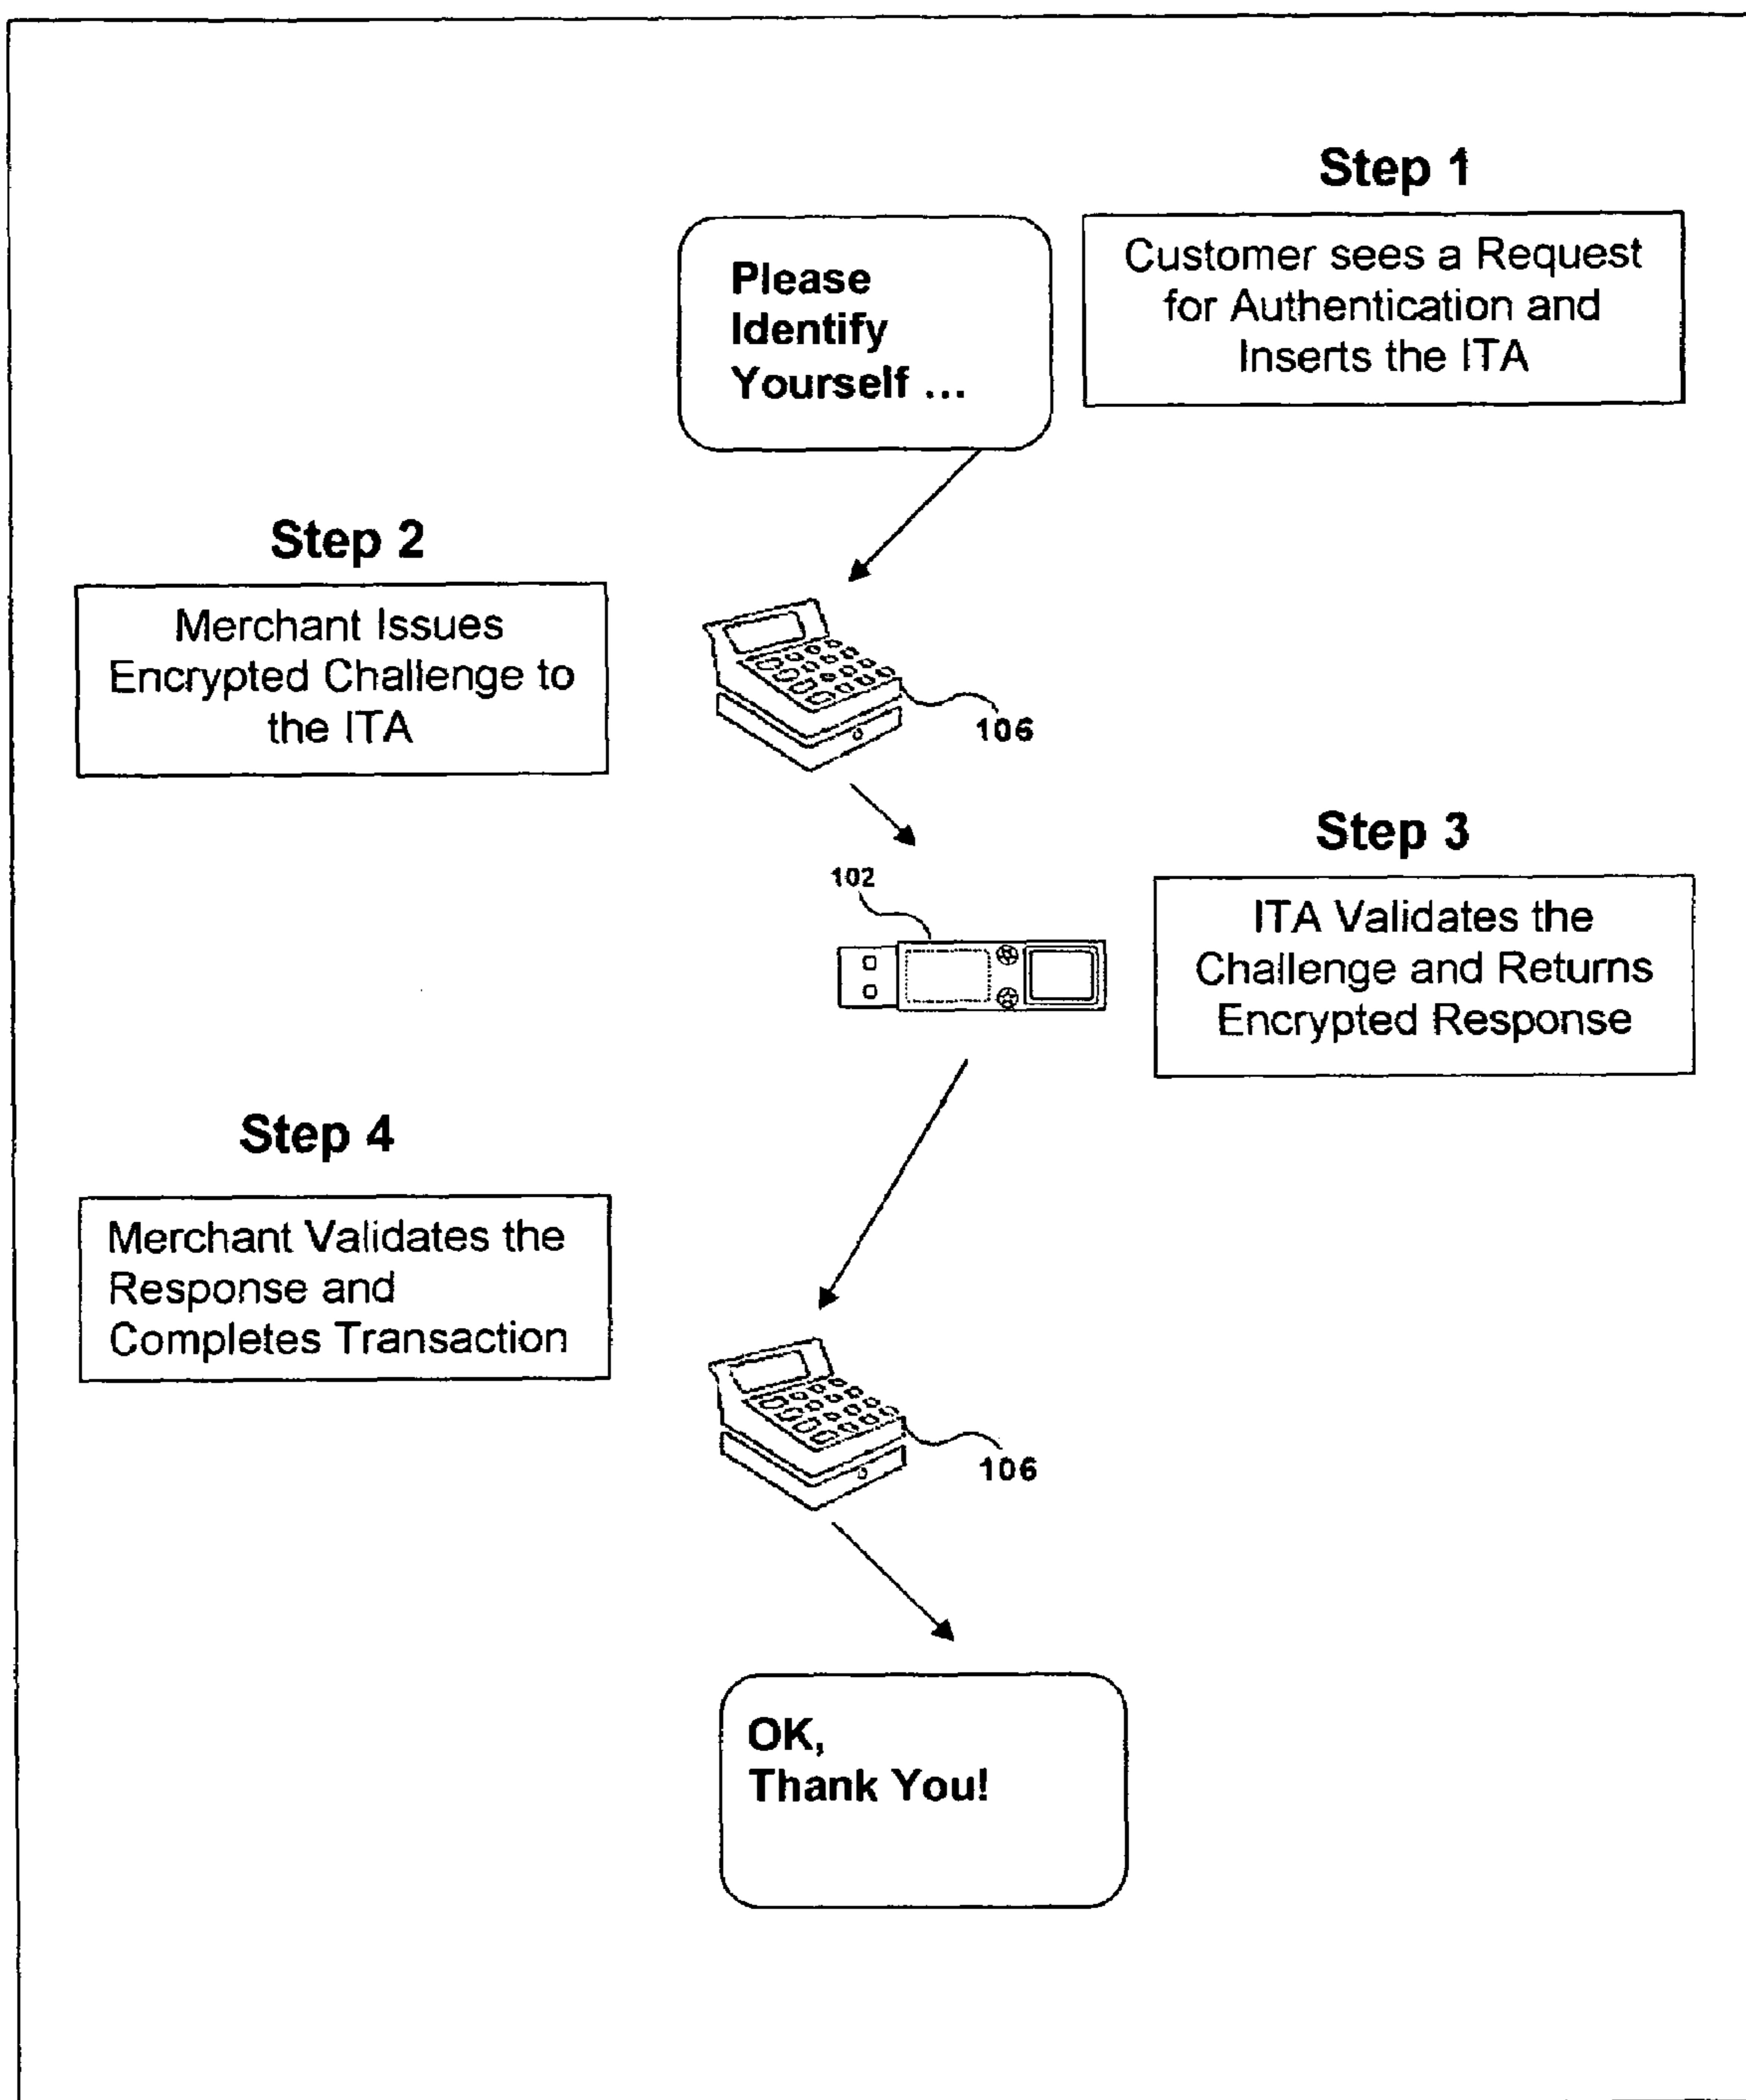 Step 1
Please
Identify
Yourself ...
Customer sees a Request
for Authentication and
Inserts the ITA
Step 2
Merchant Issues
Encrypted Challenge to
the ITA
106
Step 3
102
ITA Validates the
Challenge and Returns
Encrypted Response
Step 4
Merchant Validates the
Response and
Completes Transaction
106
OK,
Thank You!